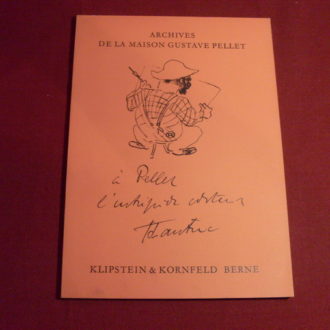 ARCHIVES
DE LA MAISON GUSTAVE PELLET
à Pellet
l'intrépide éditeur
T-Lautrec
KLIPSTEIN & KORNFELD BERNE